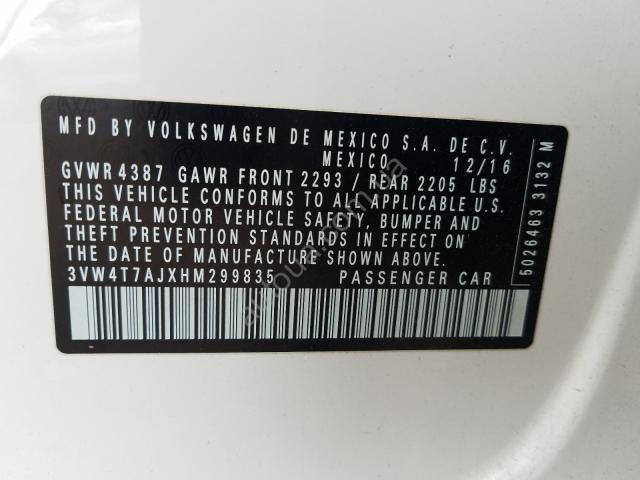 MFD BY VOLKSWAGEN DE MEXICO S.A. DE C.V.
MEXICO 12/16
GVWR 4387 GAWR FRONT 2293 / REAR 2205 LBS
THIS VEHICLE CONFORMS TO ALL APPLICABLE U.S.
FEDERAL MOTOR VEHICLE SAFETY, BUMPER AND
THEFT PREVENTION STANDARDS IN EFFECT ON
THE DATE OF MANUFACTURE SHOWN ABOVE.
3VW4T7AJXHM299835 PASSENGER CAR
5026463 3132 M